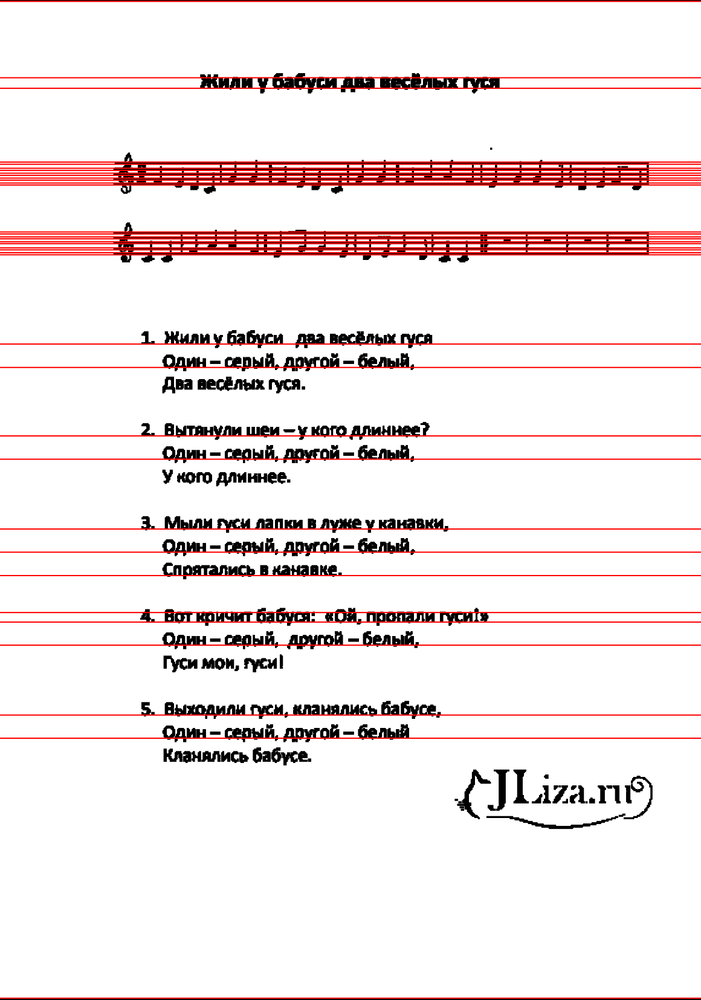 Жили у бабуси два весёлых гуся
1. Жили у бабуси два весёлых гуся
Один – серый, другой – белый,
Два весёлых гуся.
2. Вытянули шеи – у кого длиннее?
Один – серый, другой – белый,
У кого длиннее.
3. Мыли гуси лапки в луже у канавки,
Один – серый, другой – белый,
Спрятались в канавке.
4. Вот кричит бабуся: «Ой, пропали гуси!»
Один – серый, другой – белый,
Гуси мои, гуси!
5. Выходили гуси, кланялись бабусе,
Один – серый, другой – белый
Кланялись бабусе.
JLiza.ru